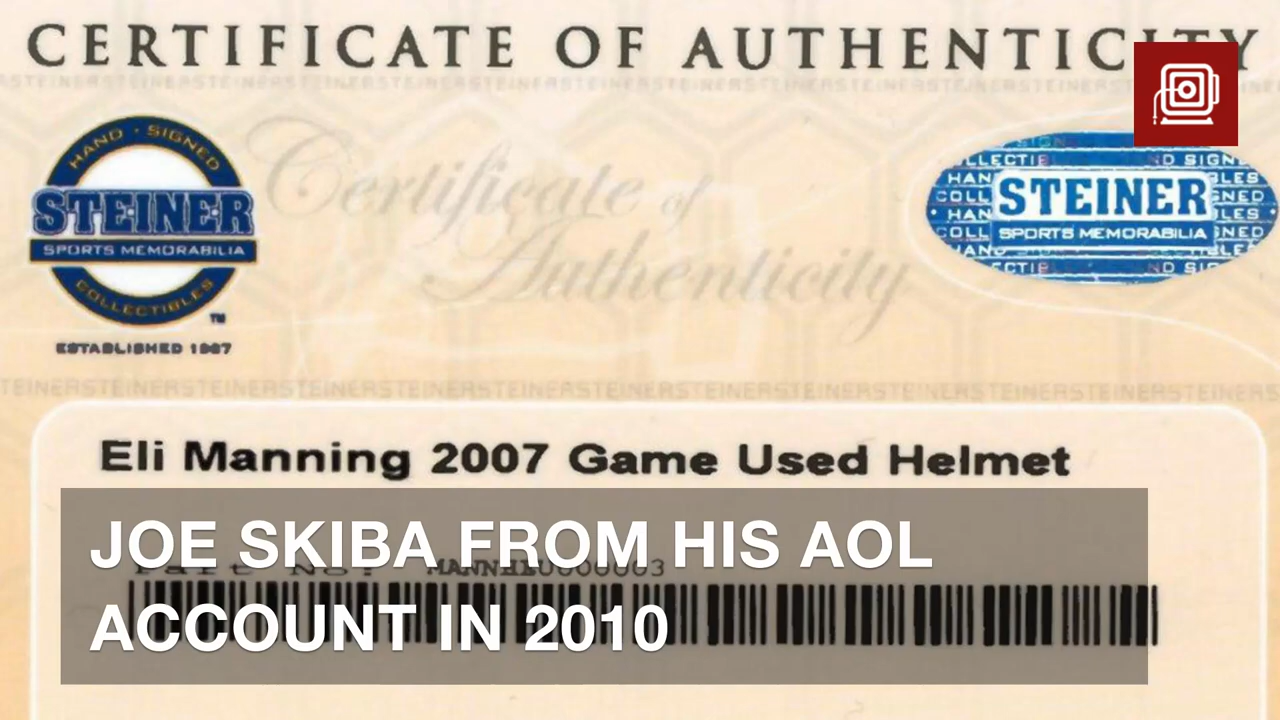 CERTIFICATE OF AUTHENTICITY
HAND · SIGNED
STEINER
SPORTS MEMORABILIA
COLLECTIBLES
TM
ESTABLISHED 1987
Certificate of
Authenticity
STEINER
SPORTS MEMORABILIA
Eli Manning 2007 Game Used Helmet
JOE SKIBA FROM HIS AOL
ACCOUNT IN 2010